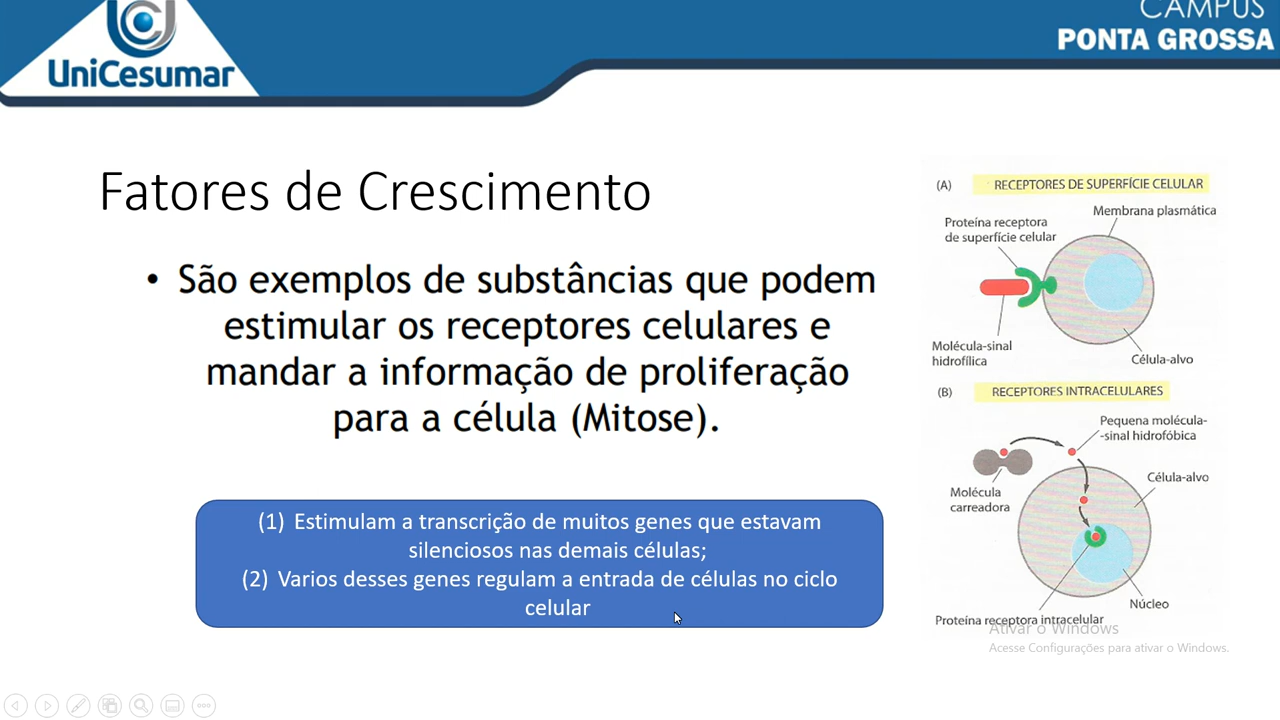 UniCesumar
CAMPUS
PONTA GROSSA
Fatores de Crescimento
• São exemplos de substâncias que podem
estimular os receptores celulares e
mandar a informação de proliferação
para a célula (Mitose).
(1) Estimulam a transcrição de muitos genes que estavam
silenciosos nas demais células;
(2) Varios desses genes regulam a entrada de células no ciclo
celular
(A) RECEPTORES DE SUPERFÍCIE CELULAR
Membrana plasmática
Proteína receptora
de superfície celular
Molécula-sinal
hidrofílica
Célula-alvo
(B) RECEPTORES INTRACELULARES
Pequena molécula-
-sinal hidrofóbica
Célula-alvo
Molécula
carreadora
Núcleo
Proteína receptora intracelular
Ativar o Windows
Acesse Configurações para ativar o Windows.